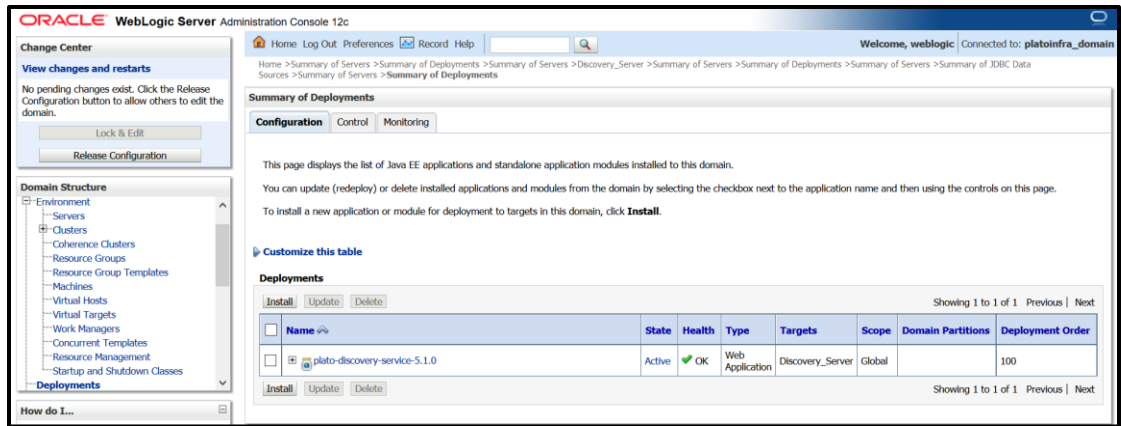 ORACLE WebLogic Server Administration Console 12c
Change Center
View changes and restarts
No pending changes exist. Click the Release
Configuration button to allow others to edit the
domain.
Lock & Edit
Release Configuration
Domain Structure
Environment
Servers
Clusters
Coherence Clusters
Resource Groups
Resource Group Templates
Machines
Virtual Hosts
Virtual Targets
Work Managers
Concurrent Templates
Resource Management
Startup and Shutdown Classes
Deployments
How do I...
Home Log Out Preferences Record Help
Welcome, weblogic Connected to: platoinfra_domain
Home >Summary of Servers >Summary of Deployments >Summary of Servers >Discovery_Server >Summary of Servers >Summary of Deployments >Summary of Servers >Summary of JDBC Data
Sources >Summary of Servers >Summary of Deployments
Summary of Deployments
Configuration Control Monitoring
This page displays the list of Java EE applications and standalone application modules installed to this domain.
You can update (redeploy) or delete installed applications and modules from the domain by selecting the checkbox next to the application name and then using the controls on this page.
To install a new application or module for deployment to targets in this domain, click Install.
Customize this table
Deployments
Install Update Delete Showing 1 to 1 of 1 Previous | Next
Name State Health Type Targets Scope Domain Partitions Deployment Order
plato-discovery-service-5.1.0 Active OK Web Application Discovery_Server Global 100
Install Update Delete Showing 1 to 1 of 1 Previous | Next